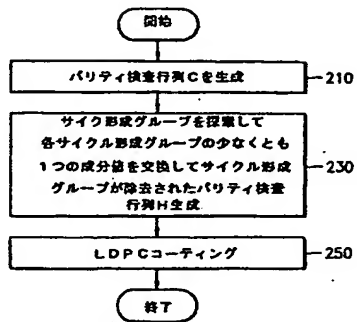 開始
パリティ検査行列Cを生成
210
サイク形成グループを探索して
各サイクル形成グループの少なくとも
1つの成分値を交換してサイクル形成
グループが除去されたパリティ検査
行列H生成
230
LDPCコーティング
250
終了